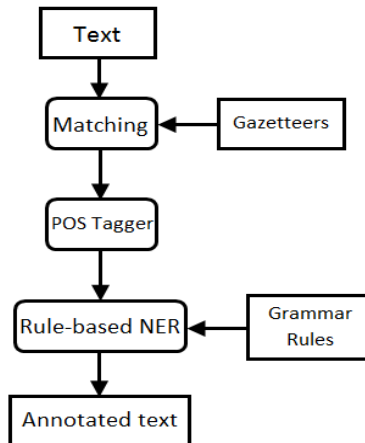 Text
Matching
Gazetteers
POS Tagger
Rule-based NER
Grammar
Rules
Annotated text